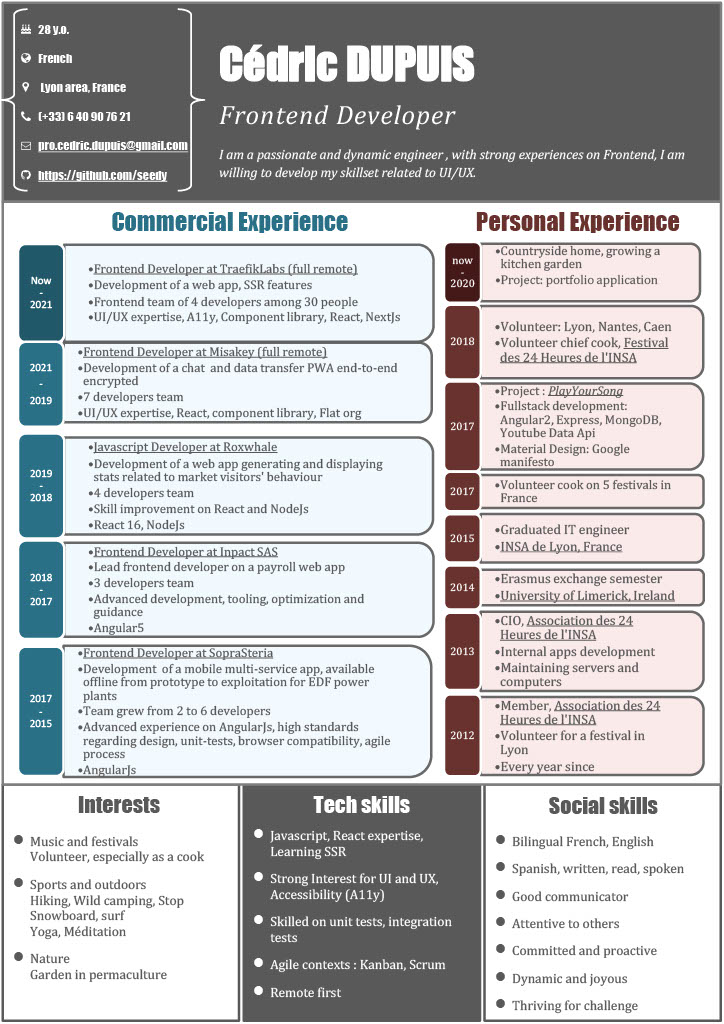 28 y.o.
French
Lyon area, France
(+33) 6 40 90 76 21
pro.cedric.dupuis@gmail.com
https://github.com/seedy
Cédric DUPUIS
Frontend Developer
I am a passionate and dynamic engineer , with strong experiences on Frontend, I am
willing to develop my skillset related to UI/UX.
Commercial Experience
Now
-
2021
•Frontend Developer at TraefikLabs (full remote)
•Development of a web app, SSR features
•Frontend team of 4 developers among 30 people
•UI/UX expertise, A11y, Component library, React, NextJs
2021
-
2019
•Frontend Developer at Misakey (full remote)
•Development of a chat and data transfer PWA end-to-end
encrypted
•7 developers team
•UI/UX expertise, React, component library, Flat org
2019
-
2018
•Javascript Developer at Roxwhale
•Development of a web app generating and displaying
stats related to market visitors' behaviour
•4 developers team
•Skill improvement on React and NodeJs
•React 16, NodeJs
2018
-
2017
•Frontend Developer at Inpact SAS
•Lead frontend developer on a payroll web app
•3 developers team
•Advanced development, tooling, optimization and
guidance
•Angular5
2017
-
2015
•Frontend Developer at SopraSteria
•Development of a mobile multi-service app, available
offline from prototype to exploitation for EDF power
plants
•Team grew from 2 to 6 developers
•Advanced experience on AngularJs, high standards
regarding design, unit-tests, browser compatibility, agile
process
•AngularJs
Personal Experience
now
-
2020
•Countryside home, growing a
kitchen garden
•Project: portfolio application
2018
•Volunteer: Lyon, Nantes, Caen
•Volunteer chief cook, Festival
des 24 Heures de l'INSA
2017
•Project : PlayYourSong
•Fullstack development:
Angular2, Express, MongoDB,
Youtube Data Api
•Material Design: Google
manifesto
2017
•Volunteer cook on 5 festivals in
France
2015
•Graduated IT engineer
•INSA de Lyon, France
2014
•Erasmus exchange semester
•University of Limerick, Ireland
2013
•CIO, Association des 24
Heures de l'INSA
•Internal apps development
•Maintaining servers and
computers
2012
•Member, Association des 24
Heures de l'INSA
•Volunteer for a festival in
Lyon
•Every year since
Interests
● Music and festivals
Volunteer, especially as a cook
● Sports and outdoors
Hiking, Wild camping, Stop
Snowboard, surf
Yoga, Méditation
● Nature
Garden in permaculture
Tech skills
● Javascript, React expertise,
Learning SSR
● Strong Interest for UI and UX,
Accessibility (A11y)
● Skilled on unit tests, integration
tests
● Agile contexts : Kanban, Scrum
● Remote first
Social skills
● Bilingual French, English
● Spanish, written, read, spoken
● Good communicator
● Attentive to others
● Committed and proactive
● Dynamic and joyous
● Thriving for challenge